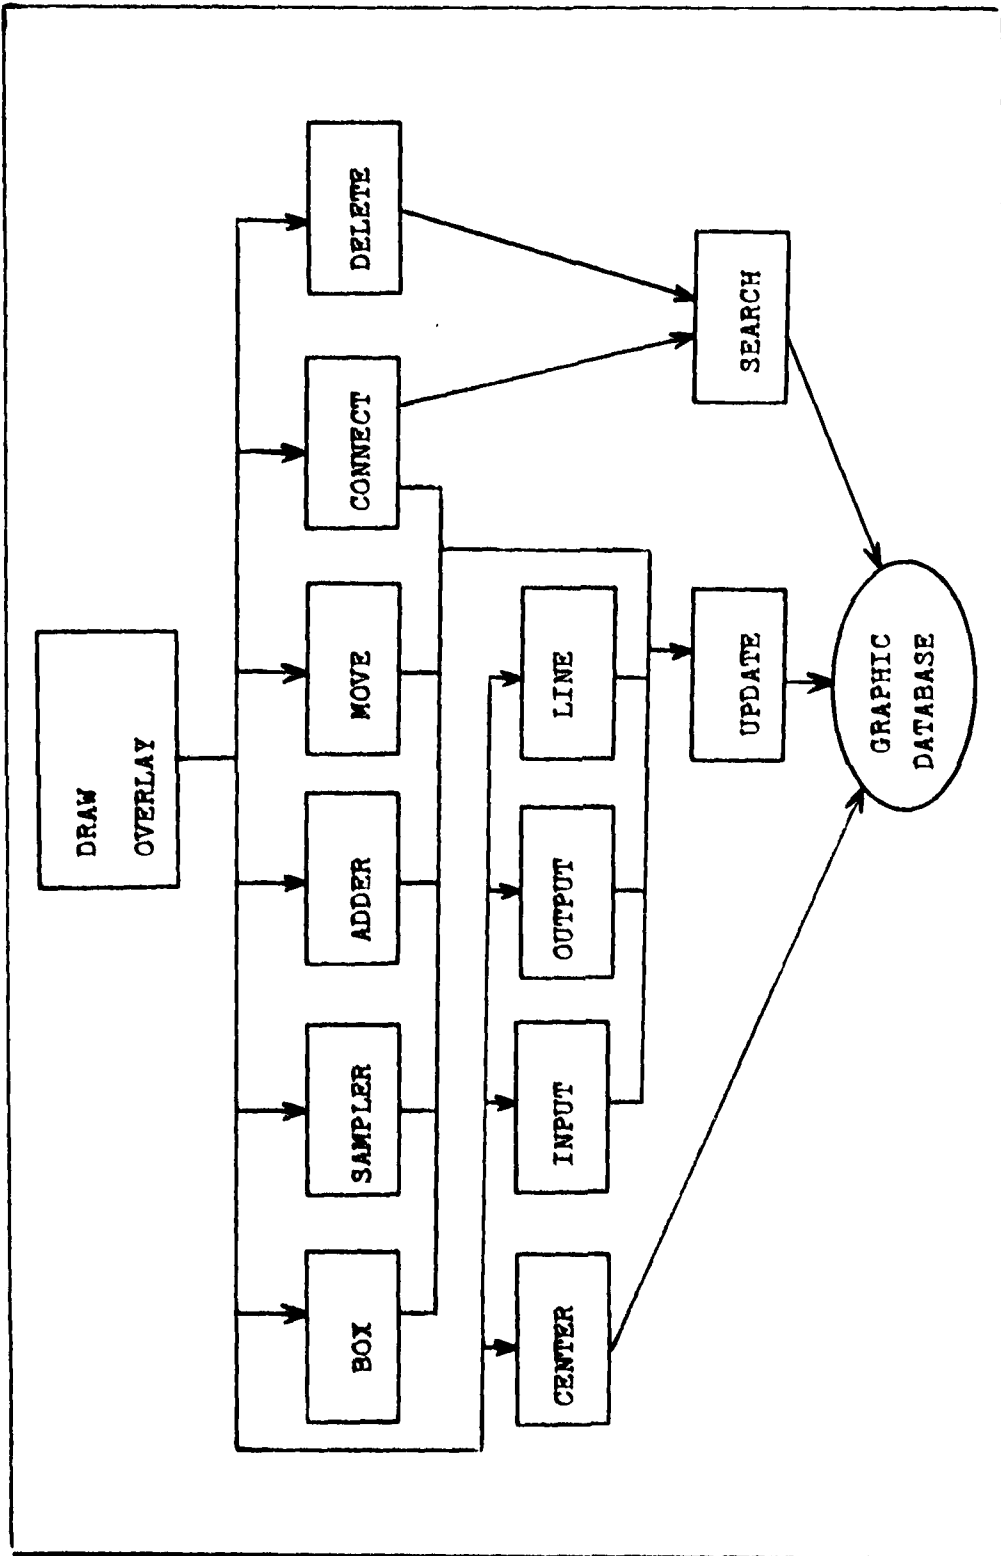 DRAW
OVERLAY
BOX
SAMPLER
ADDER
MOVE
CONNECT
DELETE
CENTER
INPUT
OUTPUT
LINE
UPDATE
SEARCH
GRAPHIC
DATABASE